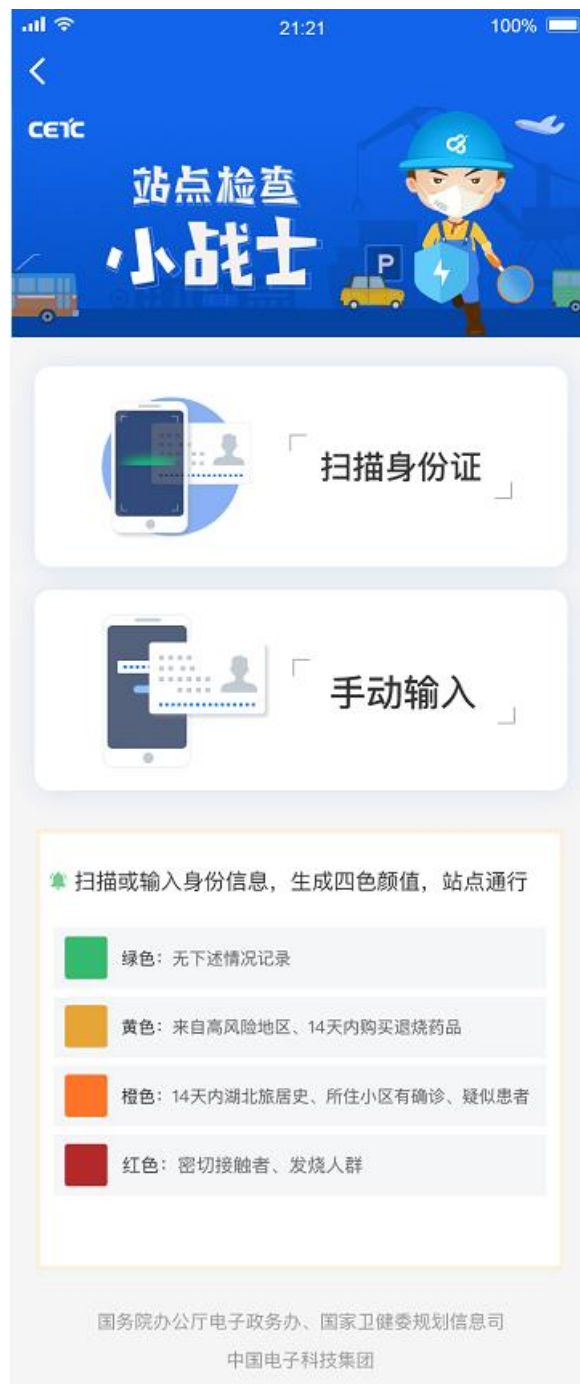 21:21
100%
CETC
站点检查
小战士
P
扫描身份证
手动输入
扫描或输入身份信息，生成四色颜值，站点通行
绿色：无下述情况记录
黄色：来自高风险地区、14天内购买退烧药品
橙色：14天内湖北旅居史、所住小区有确诊、疑似患者
红色：密切接触者、发烧人群
国务院办公厅电子政务办、国家卫健委规划信息司
中国电子科技集团